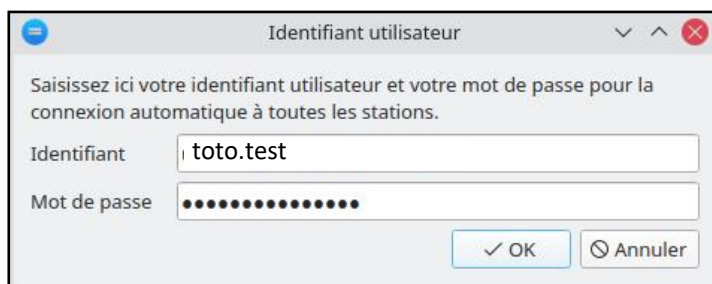 Identifiant utilisateur
Saisissez ici votre identifiant utilisateur et votre mot de passe pour la
connexion automatique à toutes les stations.
Identifiant toto.test
Mot de passe ●●●●●●●●●●●●●●●
OK Annuler